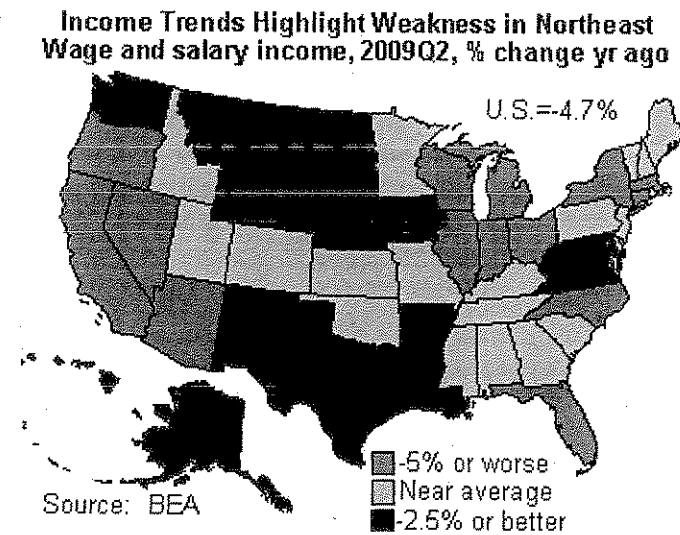 Income Trends Highlight Weakness in Northeast
Wage and salary income, 2009Q2, % change yr ago
U.S.=-4.7%
-5% or worse
Near average
-2.5% or better
Source: BEA